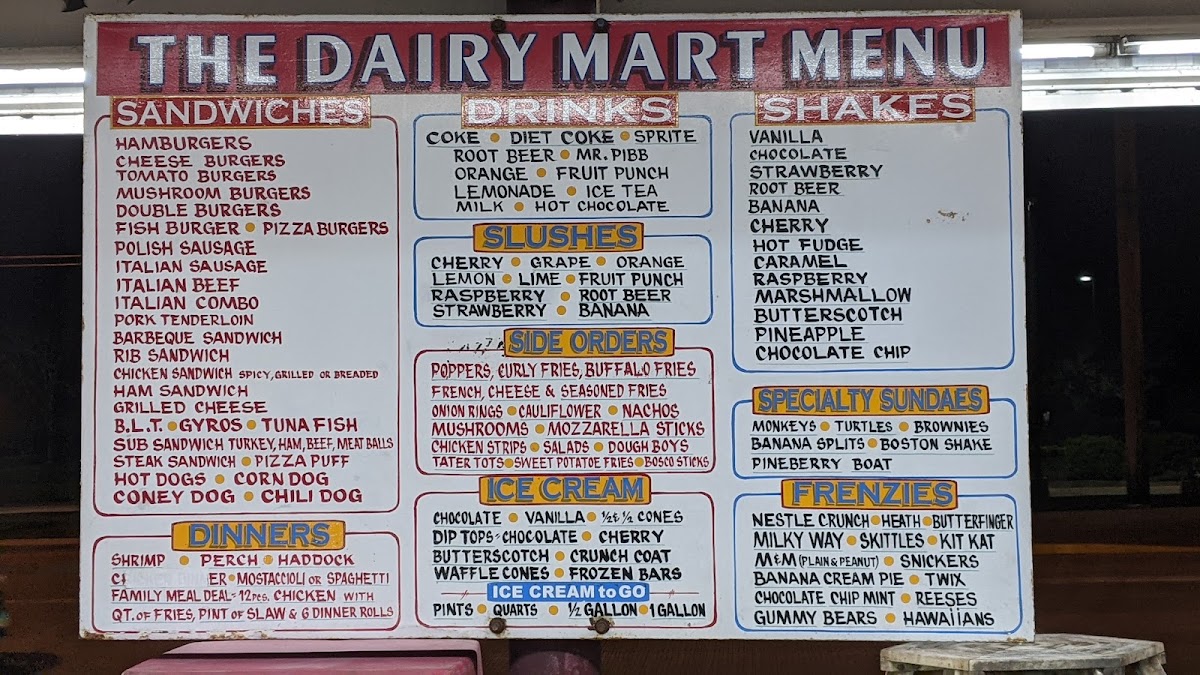 THE DAIRY MART MENU
SANDWICHES
HAMBURGERS
CHEESE BURGERS
TOMATO BURGERS
MUSHROOM BURGERS
DOUBLE BURGERS
FISH BURGER • PIZZA BURGERS
POLISH SAUSAGE
ITALIAN SAUSAGE
ITALIAN BEEF
ITALIAN COMBO
PORK TENDERLOIN
BARBEQUE SANDWICH
RIB SANDWICH
CHICKEN SANDWICH SPICY, GRILLED OR BREADED
HAM SANDWICH
GRILLED CHEESE
B.L.T. • GYROS • TUNA FISH
SUB SANDWICH TURKEY, HAM, BEEF, MEAT BALLS
STEAK SANDWICH • PIZZA PUFF
HOT DOGS • CORN DOG
CONEY DOG • CHILI DOG
DINNERS
SHRIMP • PERCH • HADDOCK
MOSTACCIOLI OR SPAGHETTI
FAMILY MEAL DEAL = 12 PCS. CHICKEN WITH
QT. OF FRIES, PINT OF SLAW & 6 DINNER ROLLS
DRINKS
COKE • DIET COKE • SPRITE
ROOT BEER • MR. PIBB
ORANGE • FRUIT PUNCH
LEMONADE • ICE TEA
MILK • HOT CHOCOLATE
SLUSHES
CHERRY • GRAPE • ORANGE
LEMON • LIME • FRUIT PUNCH
RASPBERRY • ROOT BEER
STRAWBERRY • BANANA
SIDE ORDERS
POPPERS, CURLY FRIES, BUFFALO FRIES
FRENCH, CHEESE & SEASONED FRIES
ONION RINGS • CAULIFLOWER • NACHOS
MUSHROOMS • MOZZARELLA STICKS
CHICKEN STRIPS • SALADS • DOUGH BOYS
TATER TOTS • SWEET POTATOE FRIES • BOSCO STICKS
ICE CREAM
CHOCOLATE • VANILLA • ½ & ½ CONES
DIP TOPS = CHOCOLATE • CHERRY
BUTTERSCOTCH • CRUNCH COAT
WAFFLE CONES • FROZEN BARS
ICE CREAM to GO
PINTS • QUARTS • ½ GALLON • 1 GALLON
SHAKES
VANILLA
CHOCOLATE
STRAWBERRY
ROOT BEER
BANANA
CHERRY
HOT FUDGE
CARAMEL
RASPBERRY
MARSHMALLOW
BUTTERSCOTCH
PINEAPPLE
CHOCOLATE CHIP
SPECIALTY SUNDAES
MONKEYS • TURTLES • BROWNIES
BANANA SPLITS • BOSTON SHAKE
PINEBERRY BOAT
FRENZIES
NESTLE CRUNCH • HEATH • BUTTERFINGER
MILKY WAY • SKITTLES • KIT KAT
M&M (PLAIN & PEANUT) • SNICKERS
BANANA CREAM PIE • TWIX
CHOCOLATE CHIP MINT • REESES
GUMMY BEARS • HAWAIIANS